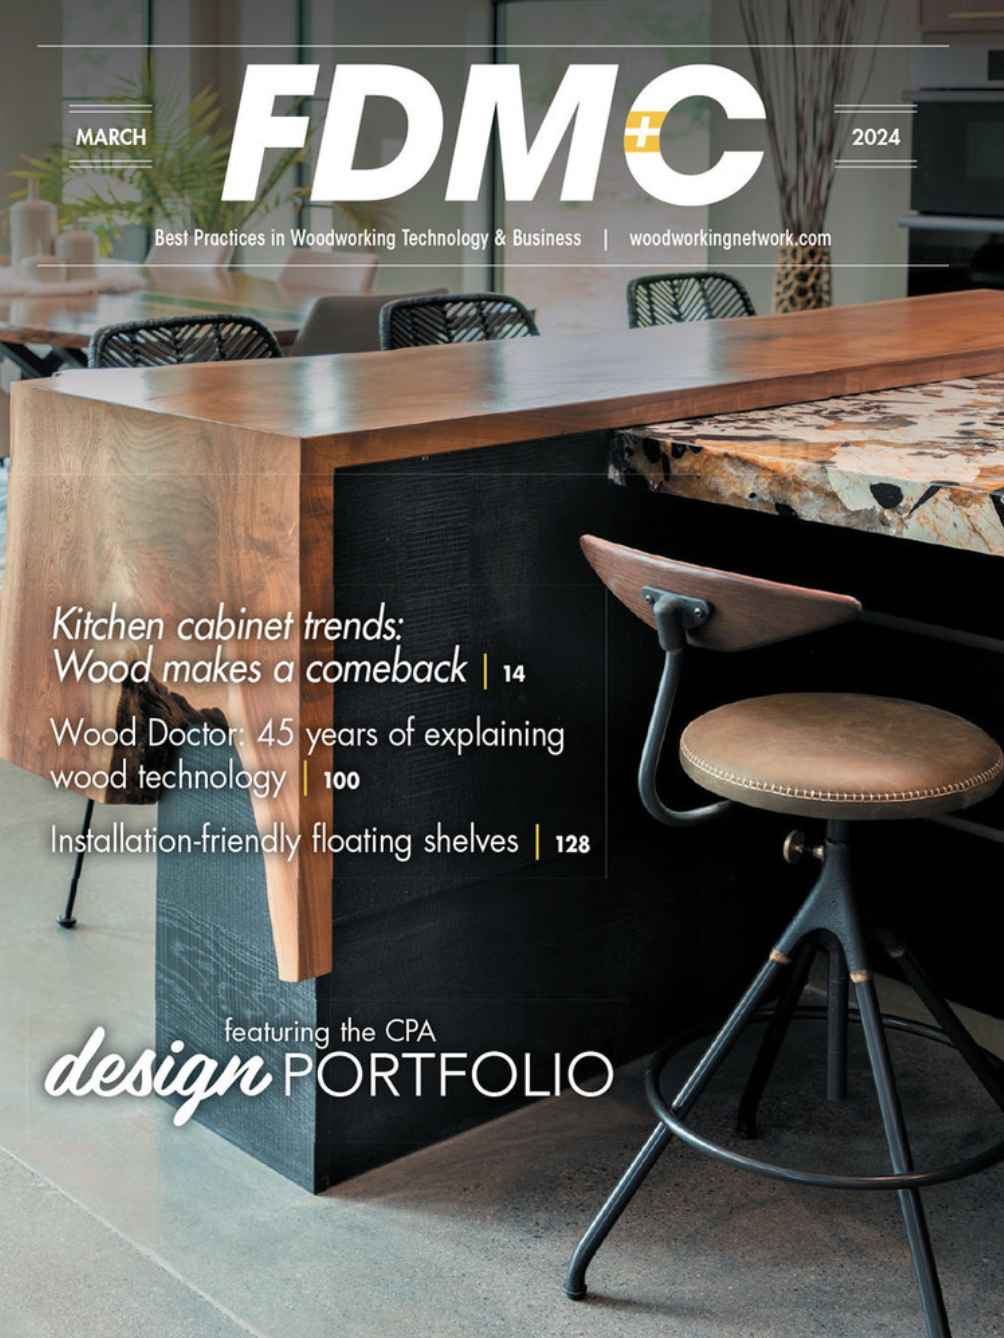 FDM+C
MARCH
2024
Best Practices in Woodworking Technology & Business | woodworkingnetwork.com
Kitchen cabinet trends:
Wood makes a comeback | 14
Wood Doctor: 45 years of explaining
wood technology | 100
Installation-friendly floating shelves | 128
featuring the CPA
design PORTFOLIO